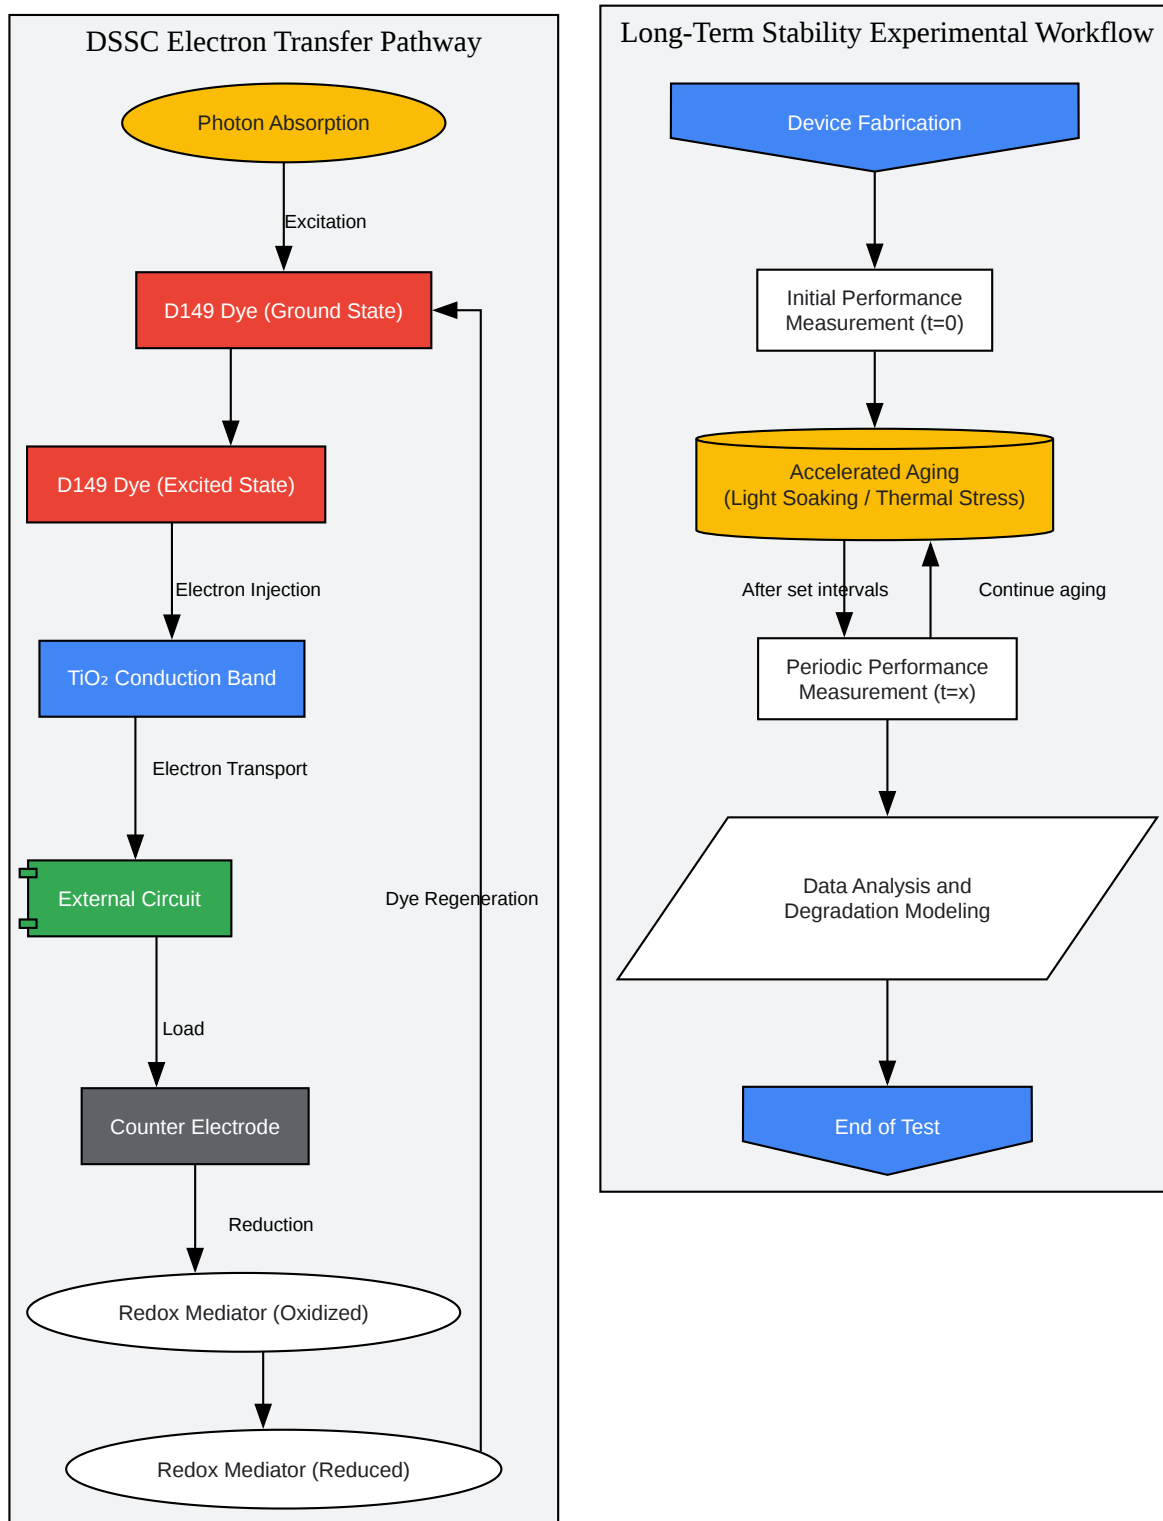 DSSC Electron Transfer Pathway
Photon Absorption
Excitation
D149 Dye (Ground State)
D149 Dye (Excited State)
Electron Injection
TiO₂ Conduction Band
Electron Transport
External Circuit
Dye Regeneration
Load
Counter Electrode
Reduction
Redox Mediator (Oxidized)
Redox Mediator (Reduced)
Long-Term Stability Experimental Workflow
Device Fabrication
Initial Performance
Measurement (t=0)
Accelerated Aging
(Light Soaking / Thermal Stress)
After set intervals
Continue aging
Periodic Performance
Measurement (t=x)
Data Analysis and
Degradation Modeling
End of Test